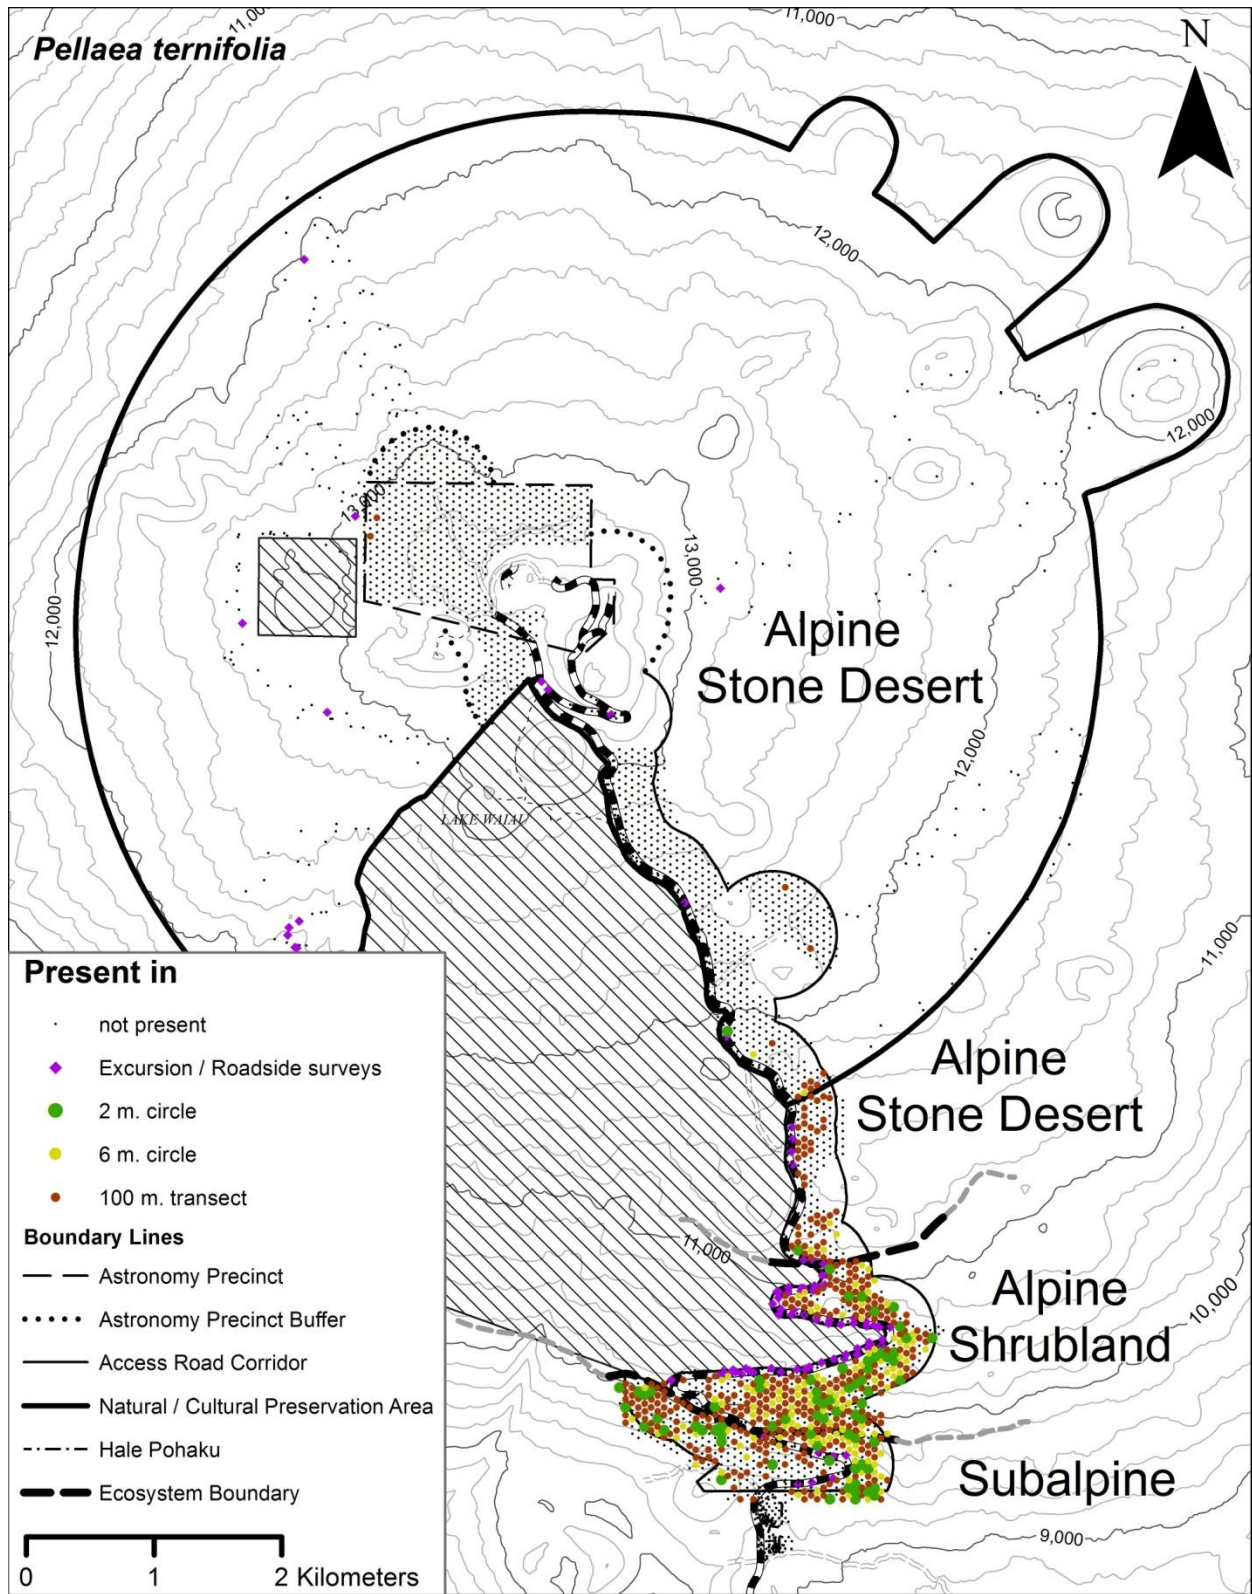 11,000
11,000
Pellaea ternifolia
N
12,000
12,000
13,000
13,000
12,000
Alpine
Stone Desert
12,000
LAKE WAIAU
11,000
Present in
not present
Excursion / Roadside surveys
2 m. circle
6 m. circle
100 m. transect
Boundary Lines
Astronomy Precinct
Astronomy Precinct Buffer
Access Road Corridor
Natural / Cultural Preservation Area
Hale Pohaku
Ecosystem Boundary
0 1 2 Kilometers
Alpine
Stone Desert
11,000
Alpine
Shrubland
10,000
Subalpine
9,000